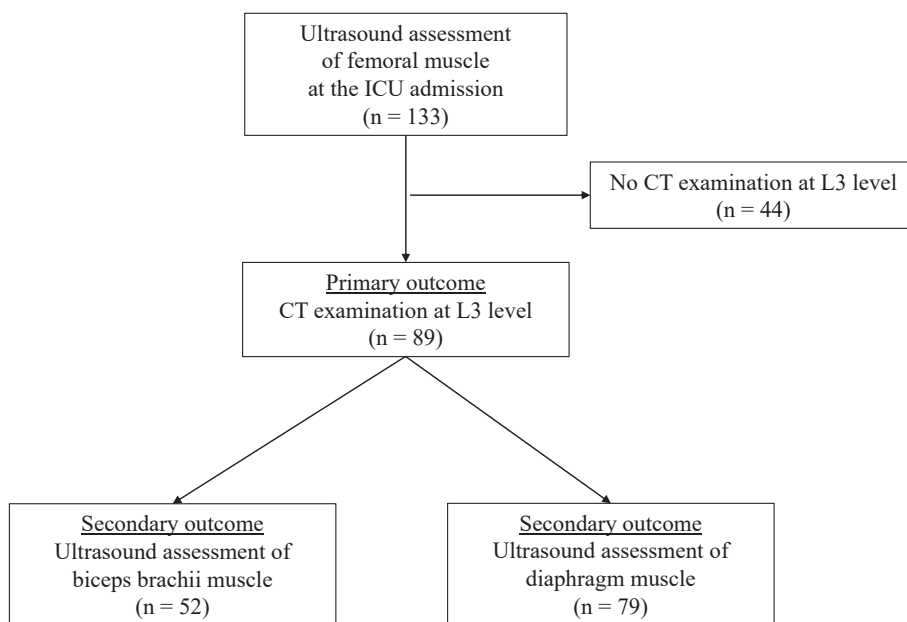 Ultrasound assessment
of femoral muscle
at the ICU admission
(n = 133)
No CT examination at L3 level
(n = 44)
Primary outcome
CT examination at L3 level
(n = 89)
Secondary outcome
Ultrasound assessment of
biceps brachii muscle
(n = 52)
Secondary outcome
Ultrasound assessment of
diaphragm muscle
(n = 79)